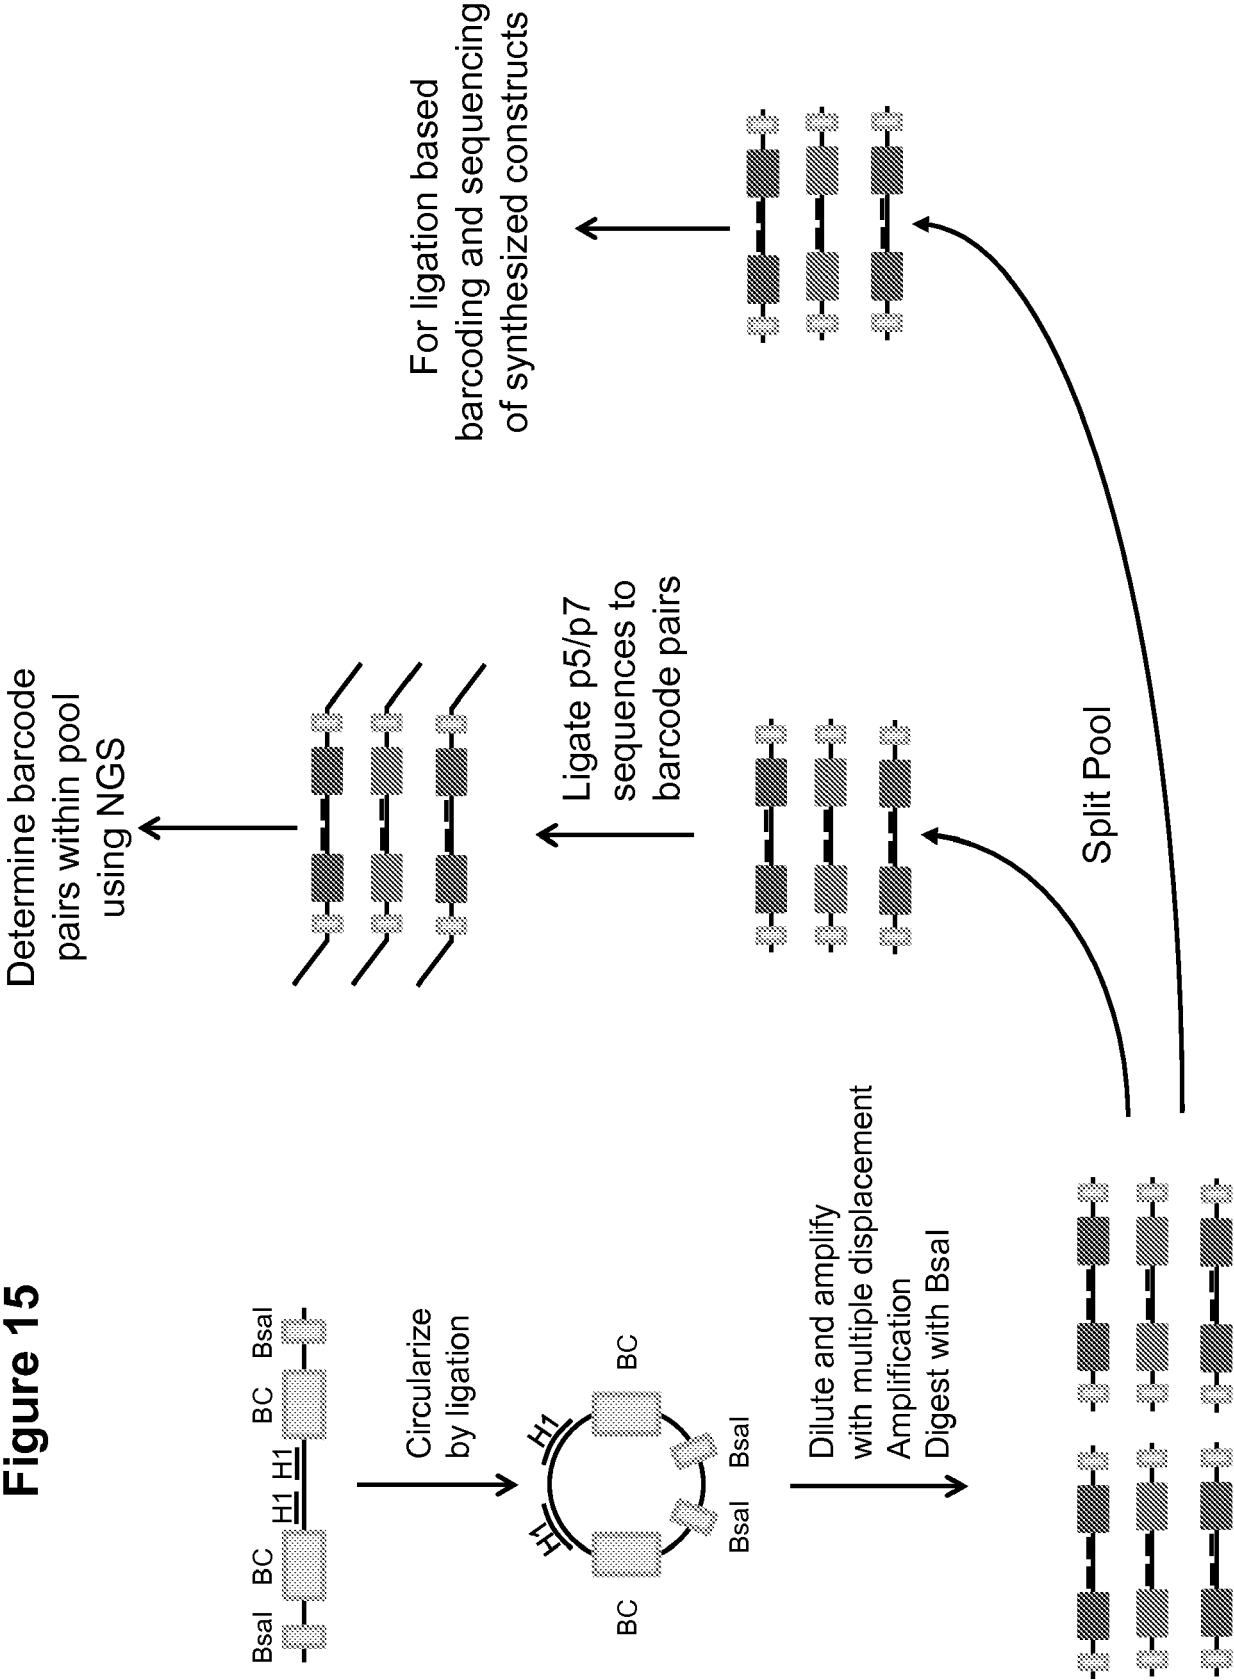 Figure 15
BsaI
BC
H1
H1
BC
BsaI
Circularize
by ligation
H1
H1
BC
BC
BsaI
BsaI
Dilute and amplify
with multiple displacement
Amplification
Digest with BsaI
Split Pool
Ligate p5/p7
sequences to
barcode pairs
Determine barcode
pairs within pool
using NGS
For ligation based
barcoding and sequencing
of synthesized constructs